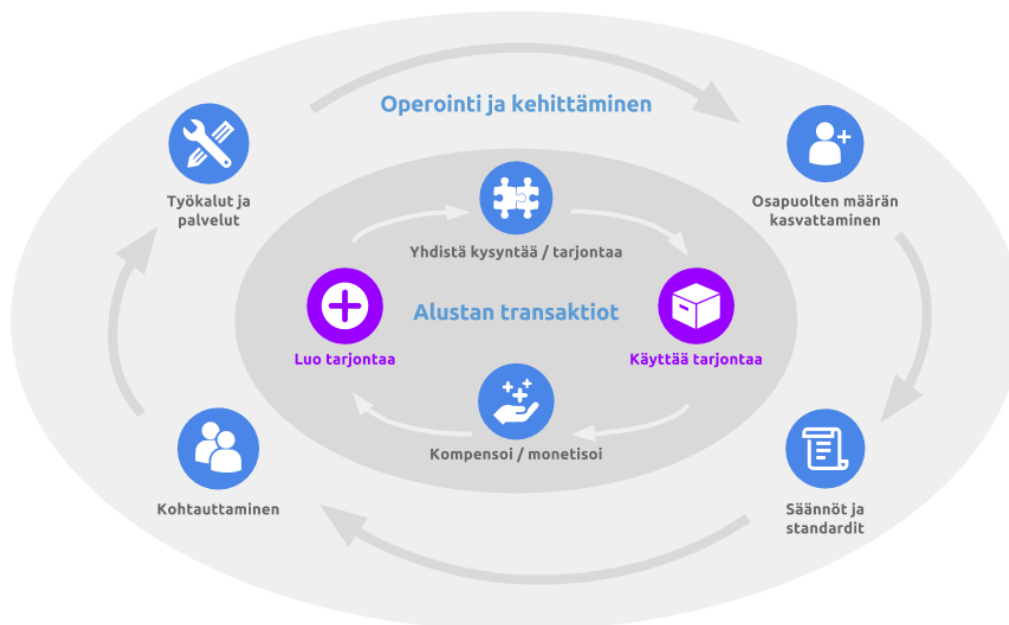 Operointi ja kehittäminen
Työkalut ja
palvelut
Osapuolten määrän
kasvattaminen
Yhdistä kysyntää / tarjontaa
Alustan transaktiot
Luo tarjontaa
Käyttää tarjontaa
Kompensoi / monetisoi
Kohtauttaminen
Säännöt ja
standardit